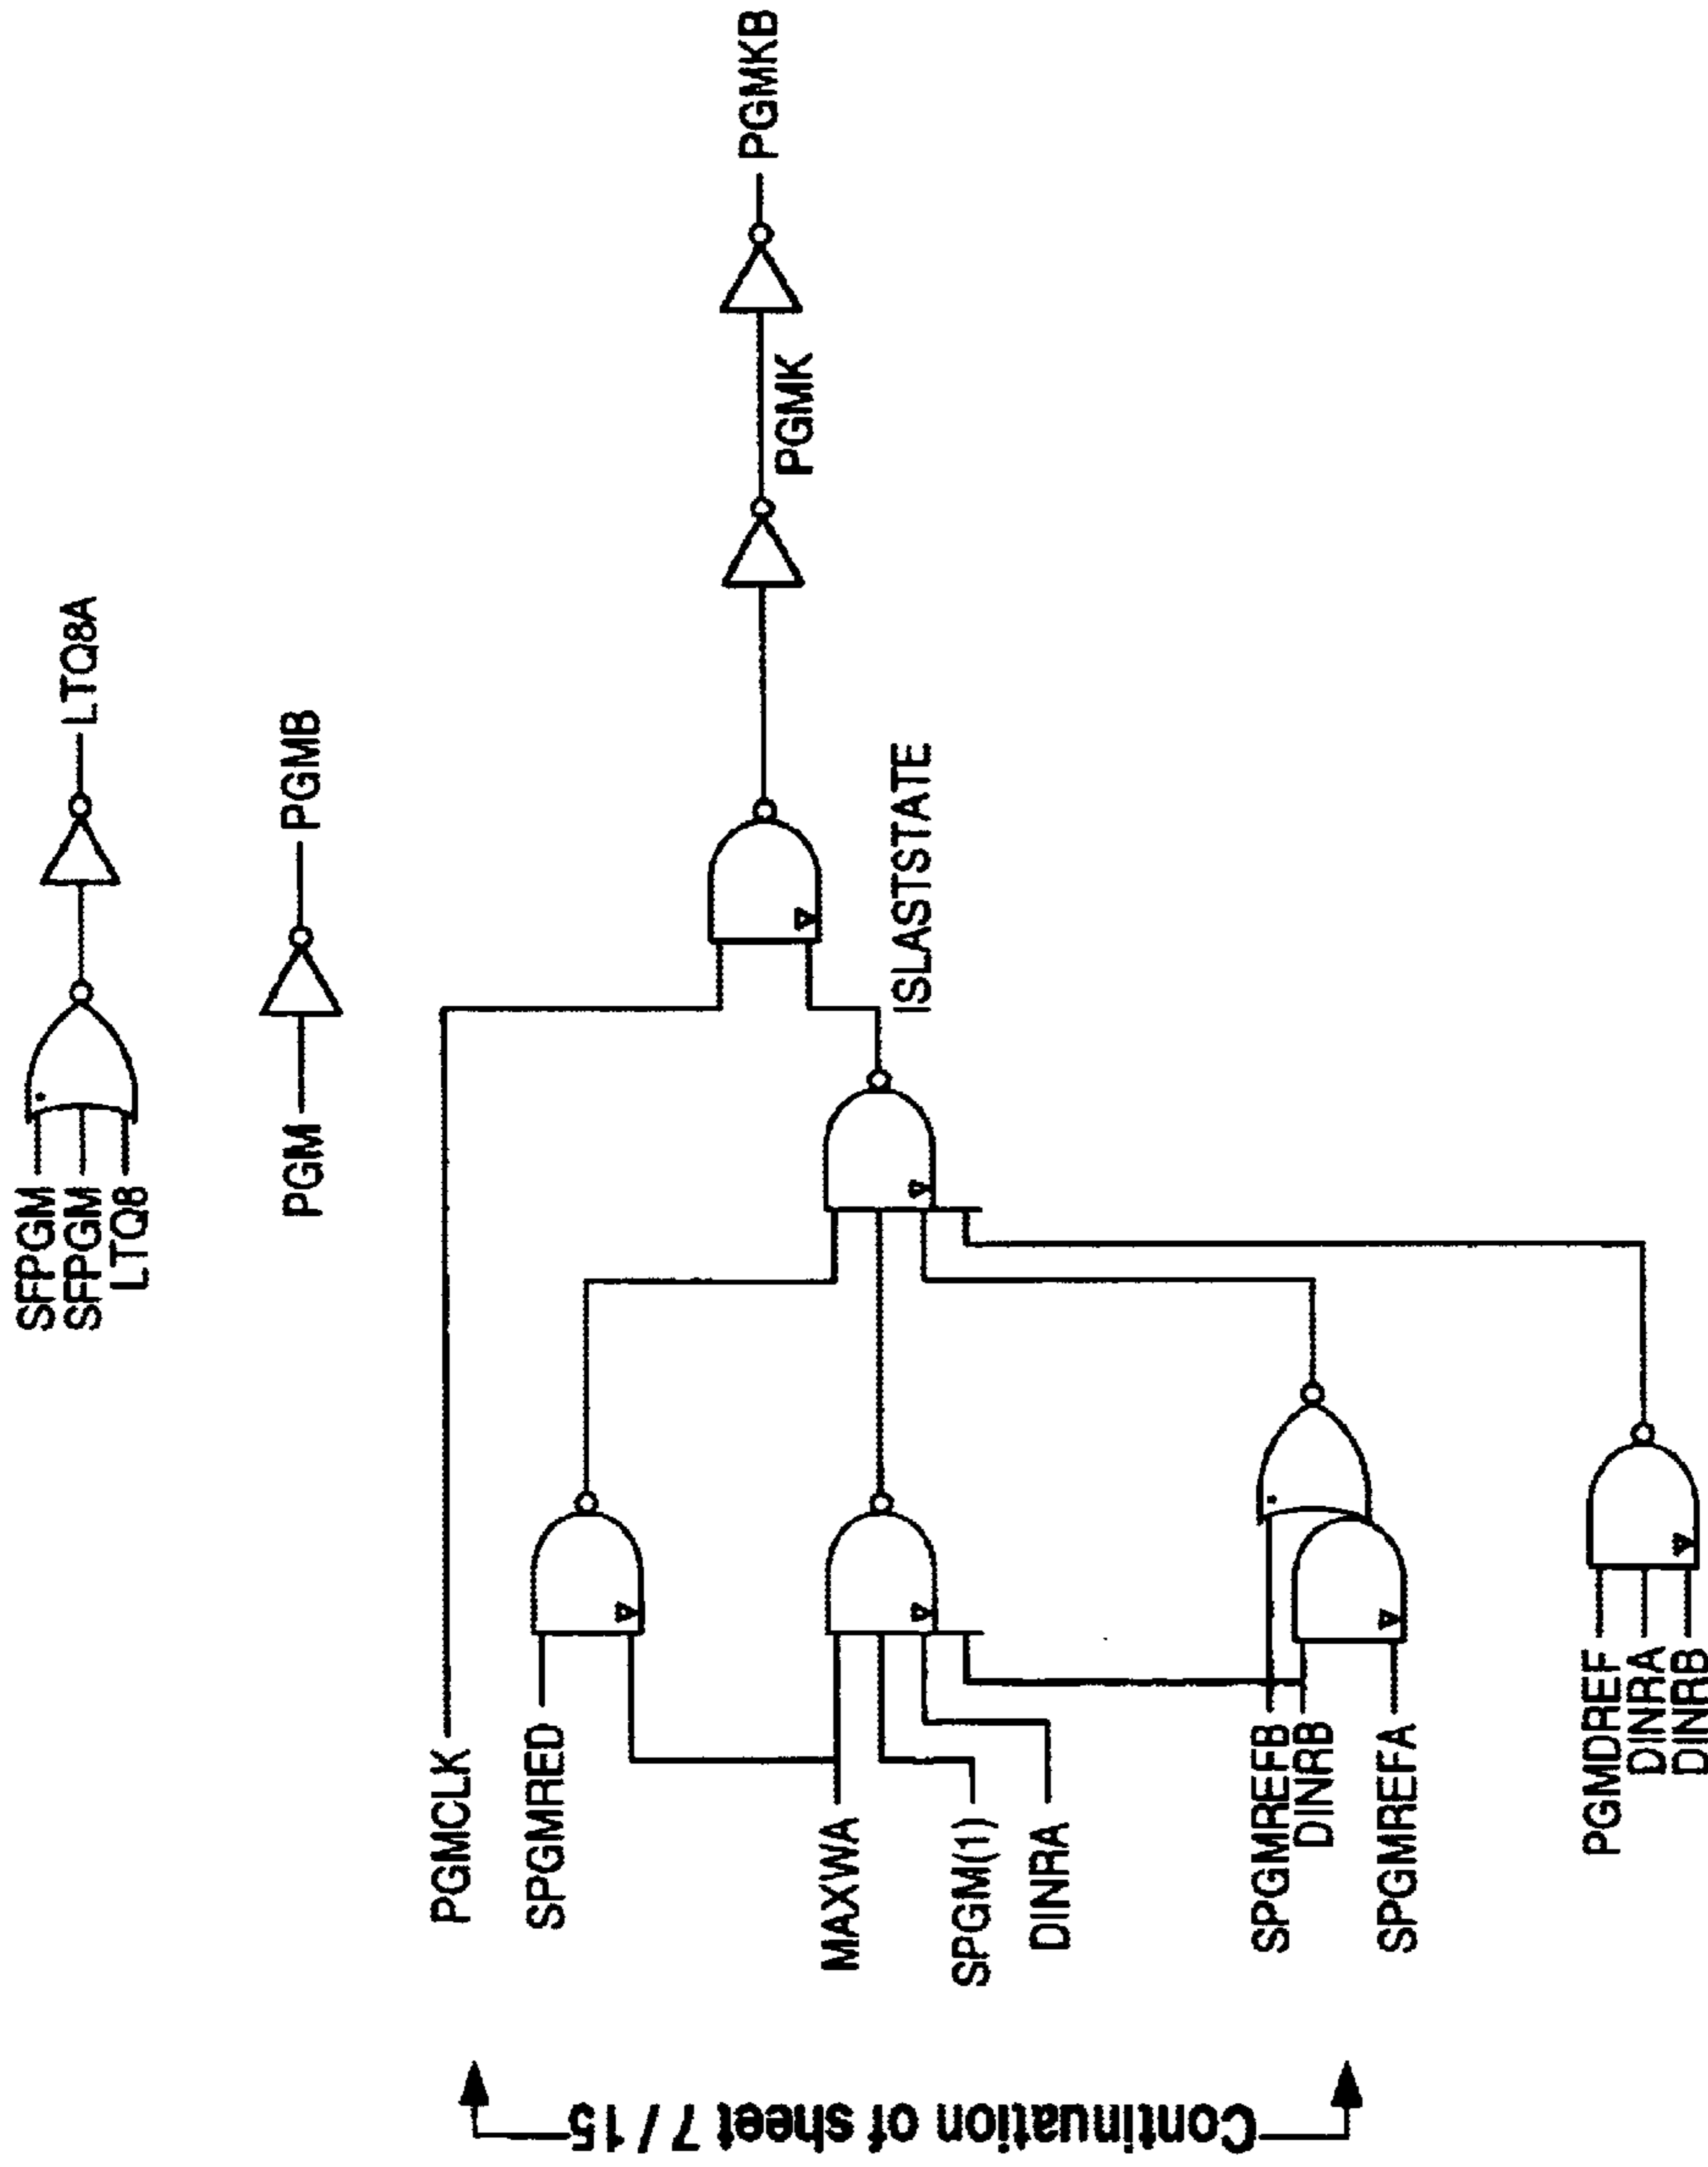 SFPGM
SFPGM
LTQ8
LTQ8A
PGM
PGMB
PGMCLK
SPGMRED
MAXWA
SPGM(1)
DINRA
SPGMREFB
DINRB
SPGMREFA
PGMDREF
DINRA
DINRB
ISLASTSTATE
PGMK
PGMKB
Continuation of sheet 7/15